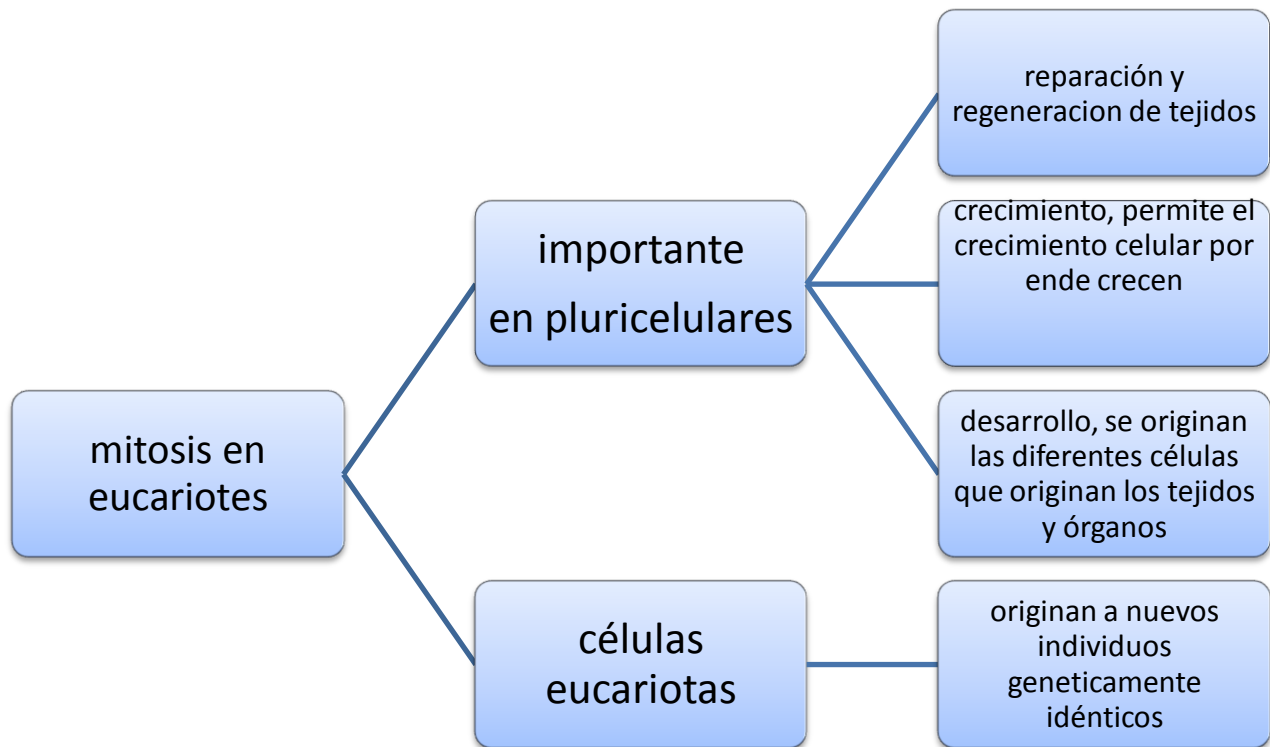 mitosis en
eucariotes
importante
en pluricelulares
reparación y
regeneracion de tejidos
crecimiento, permite el
crecimiento celular por
ende crecen
desarrollo, se originan
las diferentes células
que originan los tejidos
y órganos
células
eucariotas
originan a nuevos
individuos
geneticamente
idénticos